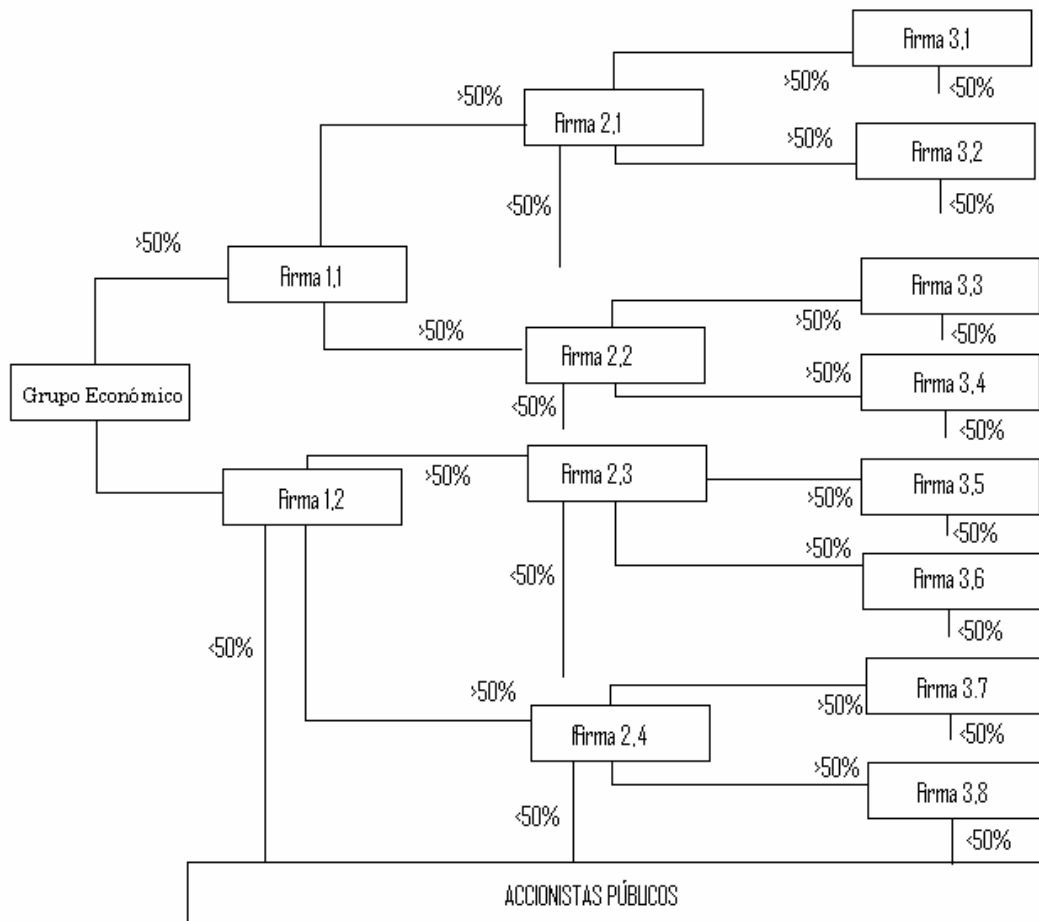 Firma 3,1
>50%
<50%
>50%
Firma 2,1
>50%
Firma 3,2
<50%
<50%
>50%
Firma 1,1
Firma 3,3
>50%
>50%
<50%
Firma 2,2
>50%
Firma 3,4
Grupo Económico
<50%
<50%
>50%
Firma 2,3
Firma 3,5
Firma 1,2
>50%
<50%
>50%
<50%
Firma 3,6
<50%
<50%
>50%
Firma 3.7
>50%
<50%
fFirma 2,4
>50%
Firma 3,8
<50%
<50%
ACCIONISTAS PÚBLICOS